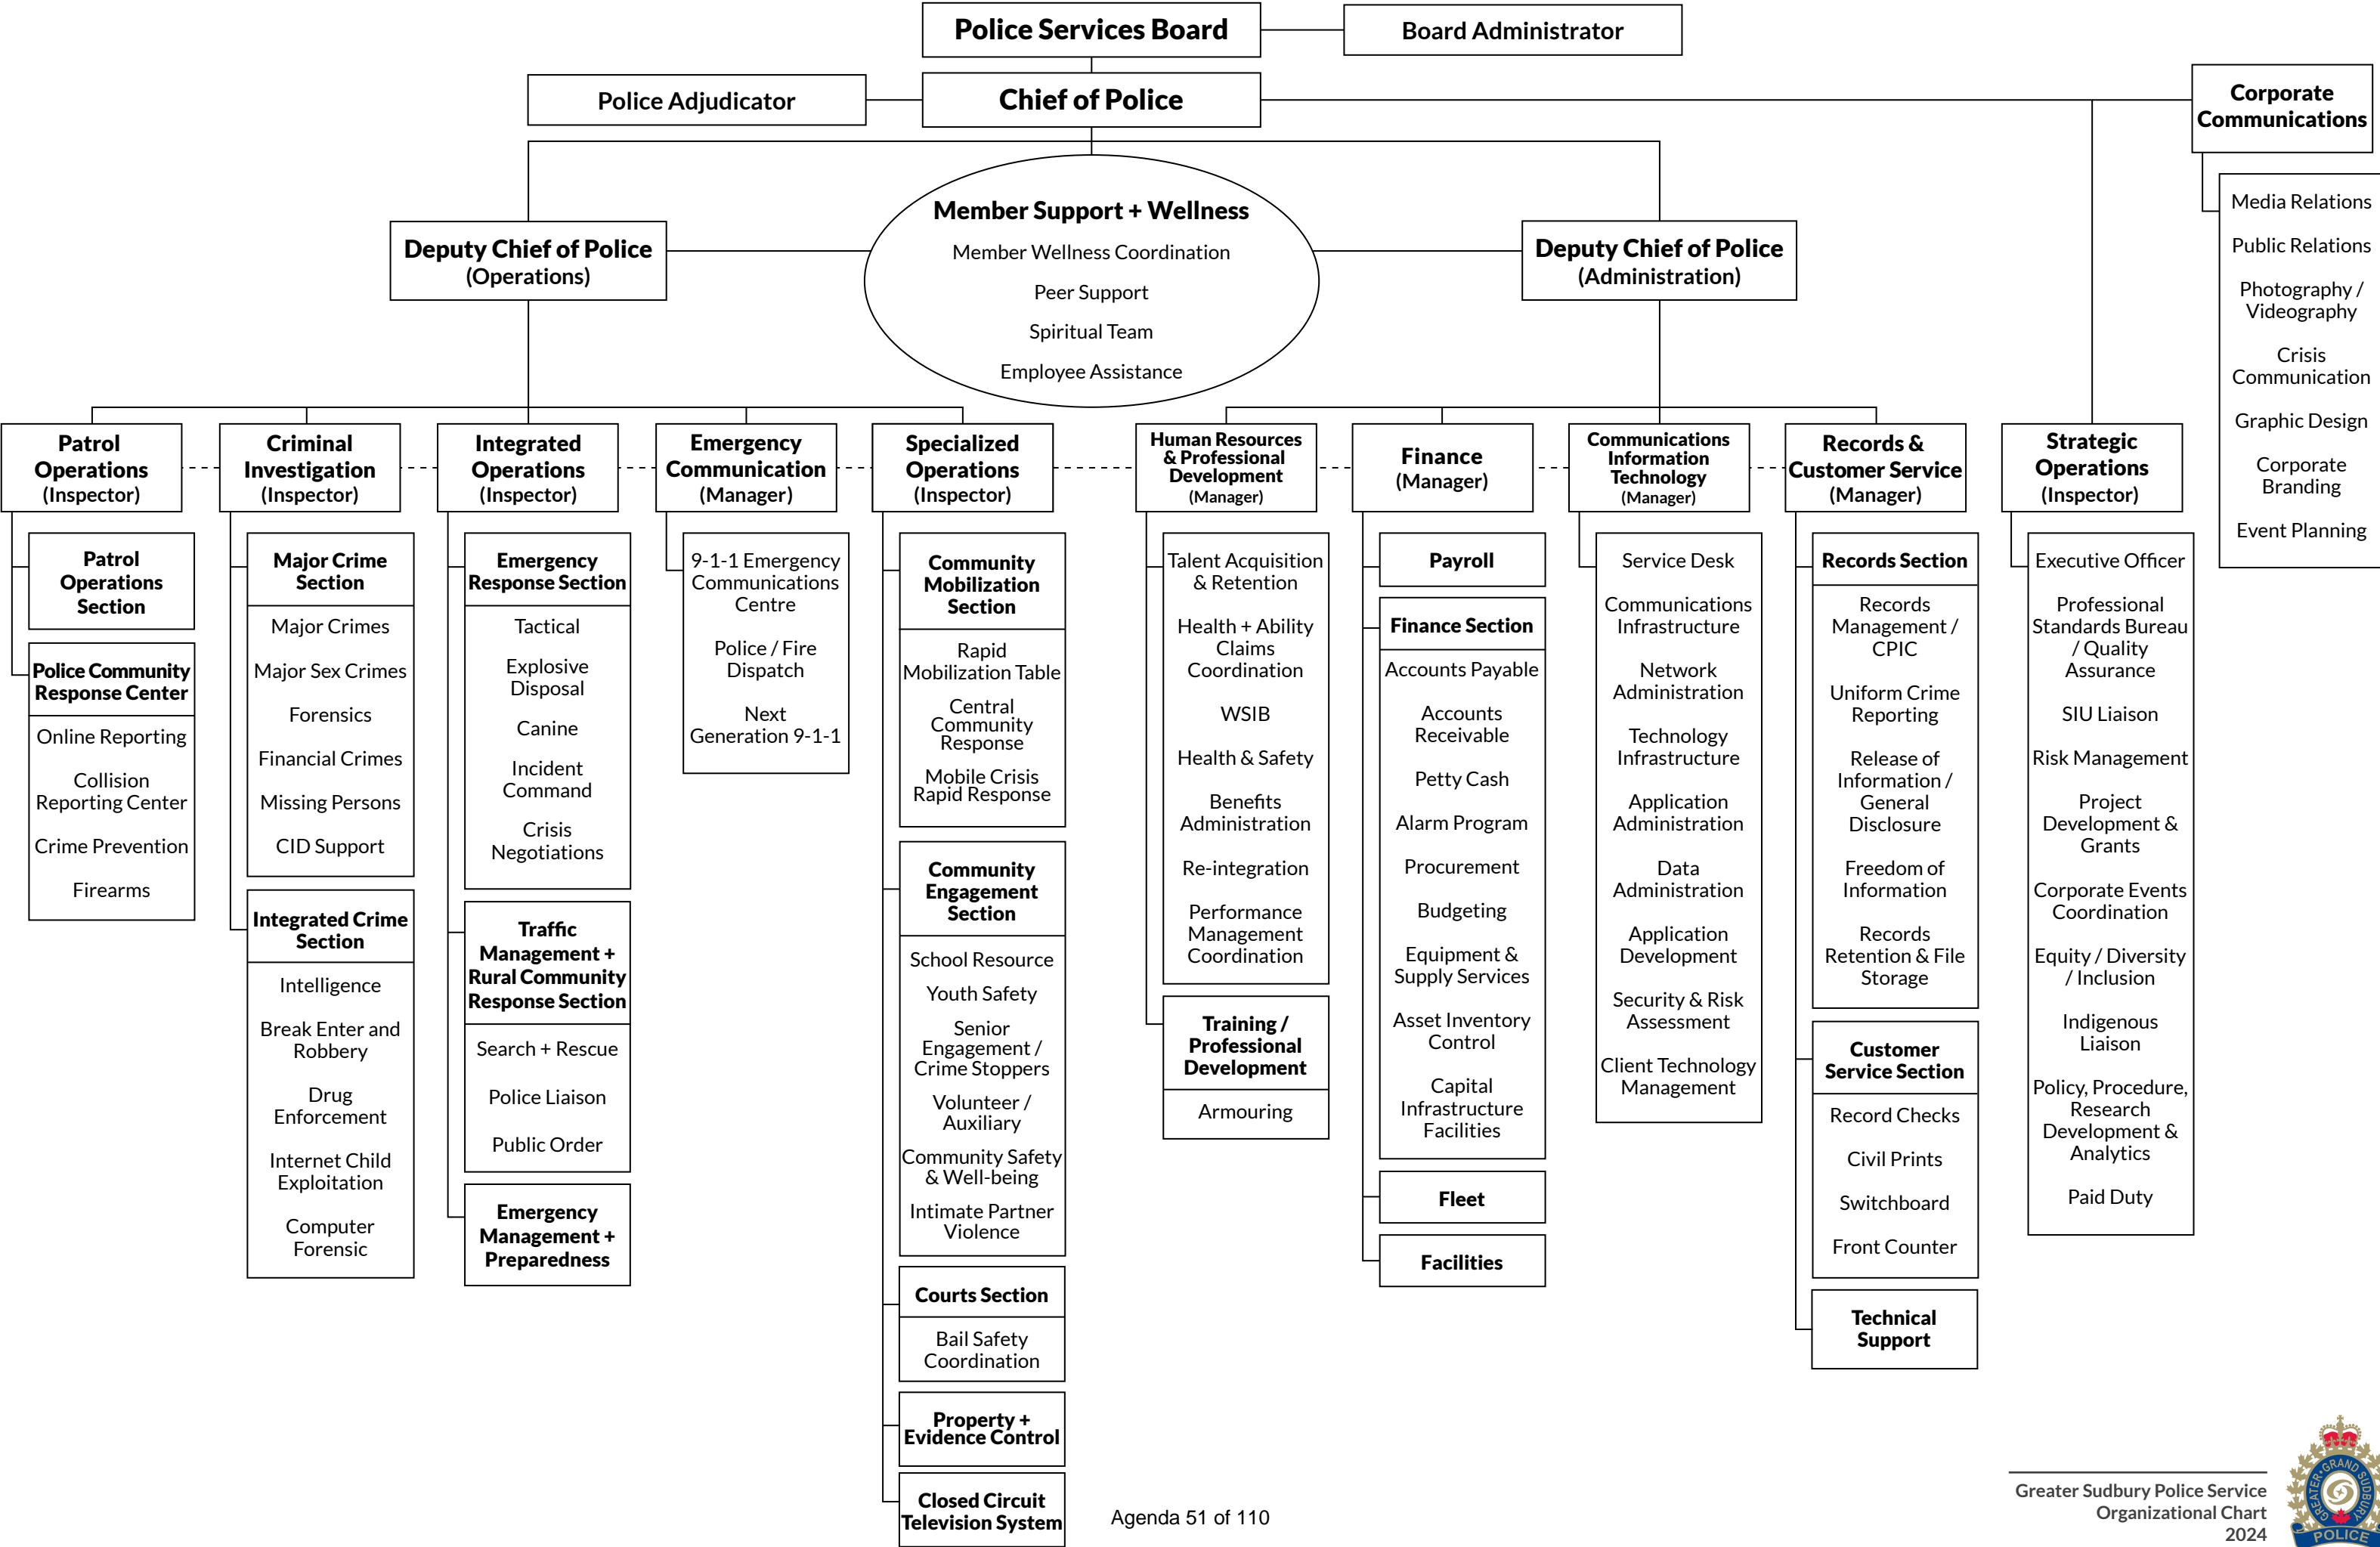 Police Services Board
Board Administrator
Police Adjudicator
Chief of Police
Corporate
Communications
Media Relations
Public Relations
Photography /
Videography
Crisis
Communication
Graphic Design
Corporate
Branding
Event Planning
Deputy Chief of Police
(Operations)
Member Support + Wellness
Member Wellness Coordination
Peer Support
Spiritual Team
Employee Assistance
Deputy Chief of Police
(Administration)
Patrol
Operations
(Inspector)
Patrol
Operations
Section
Police Community
Response Center
Online Reporting
Collision
Reporting Center
Crime Prevention
Firearms
Criminal
Investigation
(Inspector)
Major Crime
Section
Major Crimes
Major Sex Crimes
Forensics
Financial Crimes
Missing Persons
CID Support
Integrated Crime
Section
Intelligence
Break Enter and
Robbery
Drug
Enforcement
Internet Child
Exploitation
Computer
Forensic
Integrated
Operations
(Inspector)
Emergency
Response Section
Tactical
Explosive
Disposal
Canine
Incident
Command
Crisis
Negotiations
Traffic
Management +
Rural Community
Response Section
Search + Rescue
Police Liaison
Public Order
Emergency
Management +
Preparedness
Emergency
Communication
(Manager)
9-1-1 Emergency
Communications
Centre
Police / Fire
Dispatch
Next
Generation 9-1-1
Specialized
Operations
(Inspector)
Community
Mobilization
Section
Rapid
Mobilization Table
Central
Community
Response
Mobile Crisis
Rapid Response
Community
Engagement
Section
School Resource
Youth Safety
Senior
Engagement /
Crime Stoppers
Volunteer /
Auxiliary
Community Safety
& Well-being
Intimate Partner
Violence
Courts Section
Bail Safety
Coordination
Property +
Evidence Control
Closed Circuit
Television System
Human Resources
& Professional
Development
(Manager)
Talent Acquisition
& Retention
Health + Ability
Claims
Coordination
WSIB
Health & Safety
Benefits
Administration
Re-integration
Performance
Management
Coordination
Training /
Professional
Development
Armouring
Finance
(Manager)
Payroll
Finance Section
Accounts Payable
Accounts
Receivable
Petty Cash
Alarm Program
Procurement
Budgeting
Equipment &
Supply Services
Asset Inventory
Control
Capital
Infrastructure
Facilities
Fleet
Facilities
Communications
Information
Technology
(Manager)
Service Desk
Communications
Infrastructure
Network
Administration
Technology
Infrastructure
Application
Administration
Data
Administration
Application
Development
Security & Risk
Assessment
Client Technology
Management
Records &
Customer Service
(Manager)
Records Section
Records
Management /
CPIC
Uniform Crime
Reporting
Release of
Information /
General
Disclosure
Freedom of
Information
Records
Retention & File
Storage
Customer
Service Section
Record Checks
Civil Prints
Switchboard
Front Counter
Technical
Support
Strategic
Operations
(Inspector)
Executive Officer
Professional
Standards Bureau
/ Quality
Assurance
SIU Liaison
Risk Management
Project
Development &
Grants
Corporate Events
Coordination
Equity / Diversity
/ Inclusion
Indigenous
Liaison
Policy, Procedure,
Research
Development &
Analytics
Paid Duty
Agenda 51 of 110
Greater Sudbury Police Service
Organizational Chart
2024
GREATER • GRAND SUDBURY
POLICE